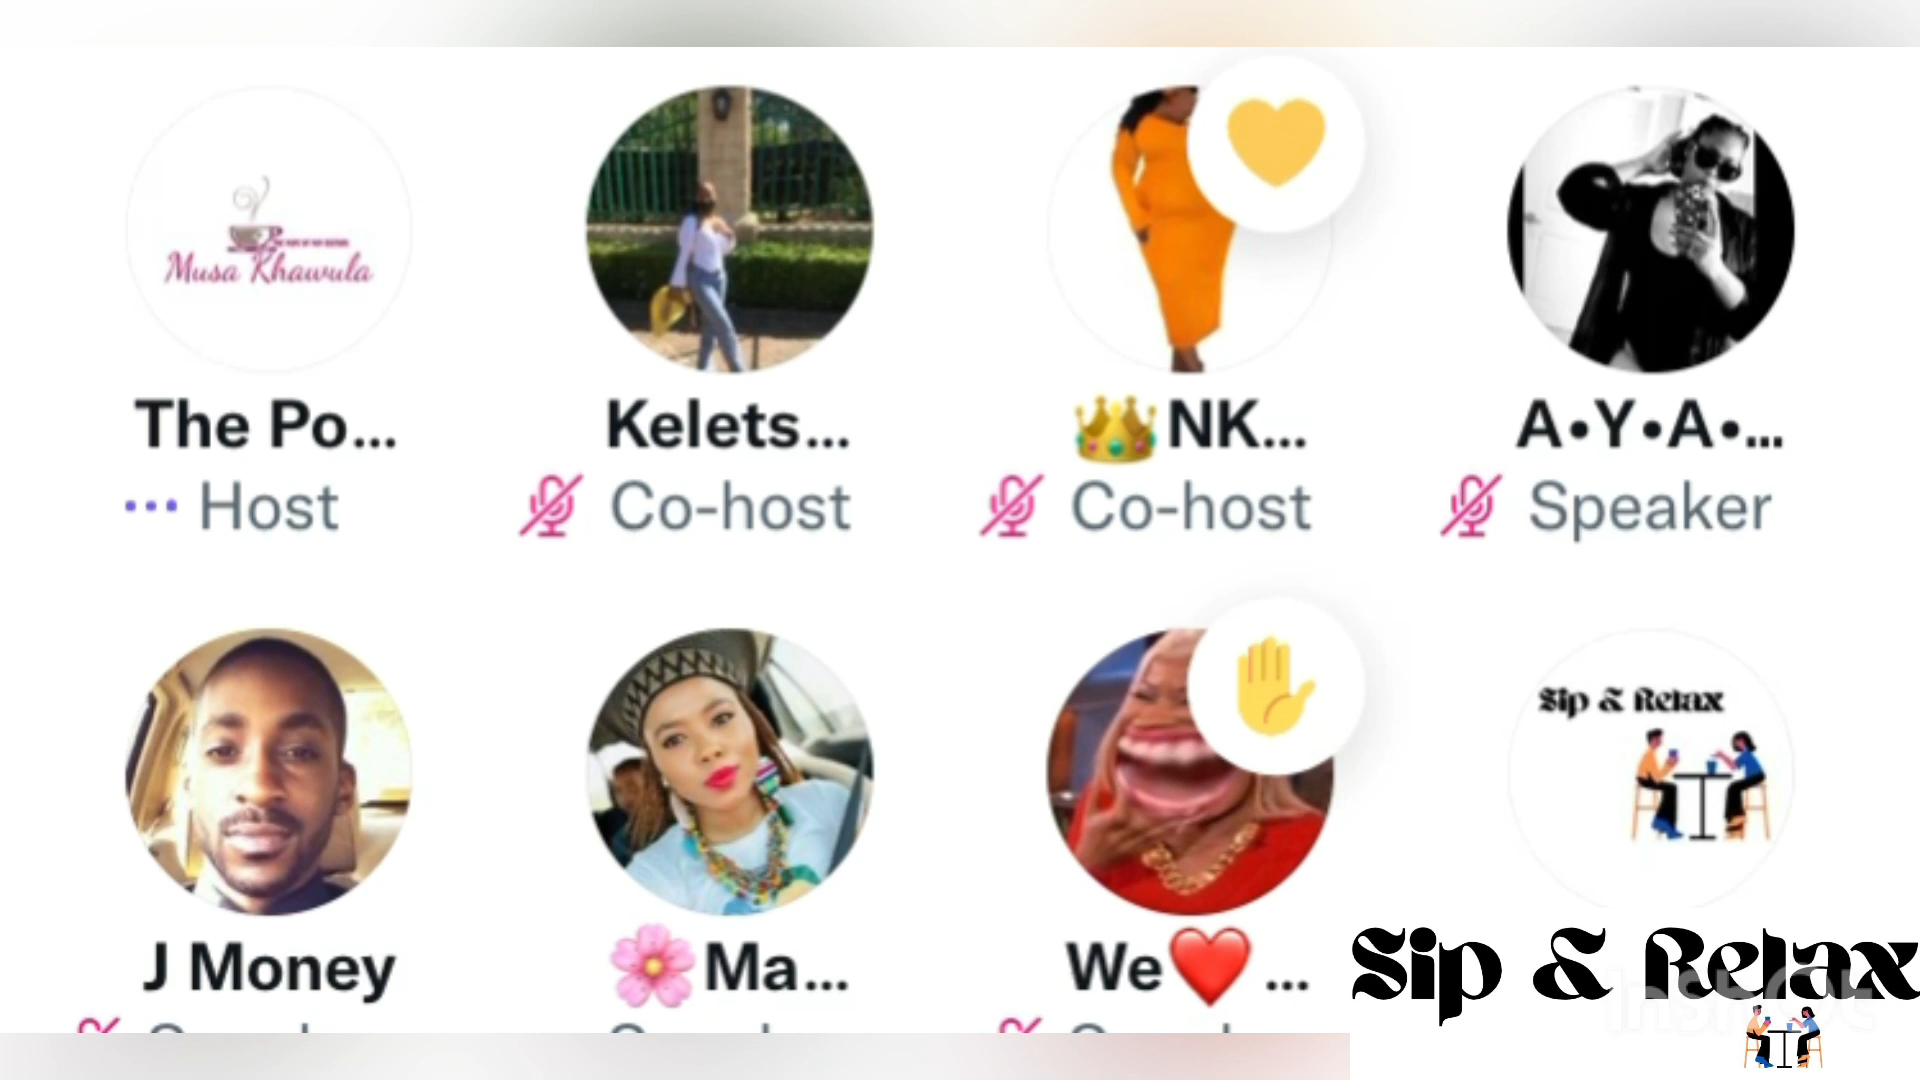 Musa Khawula
The Po...
Kelets...
👑NK...
A•Y•A•...
Host
Co-host
Co-host
Speaker
Sip & Relax
J Money
🌸Ma...
We❤️ ...
Sip & Relax
InShOt